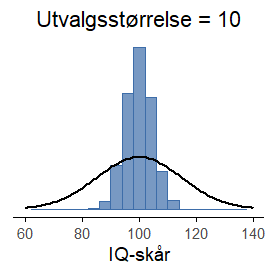 Utvalgsstørrelse = 10
60 80 100 120 140
IQ-skår